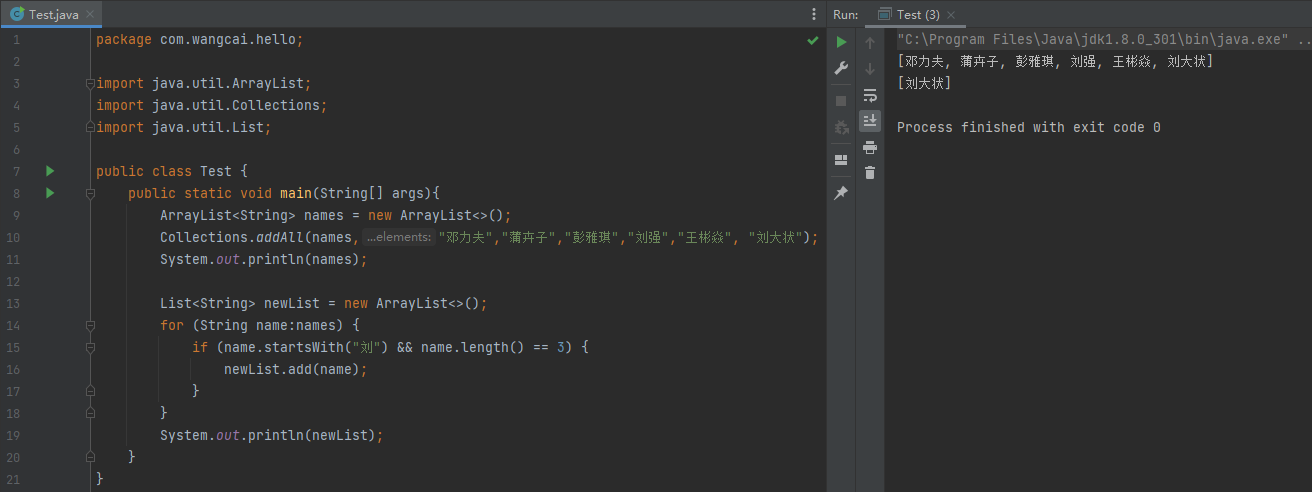 Test.java
Run: Test (3)
1 package com.wangcai.hello;
2
3 import java.util.ArrayList;
4 import java.util.Collections;
5 import java.util.List;
6
7 public class Test {
8 public static void main(String[] args){
9 ArrayList<String> names = new ArrayList<>();
10 Collections.addAll(names, ...elements: "邓力夫","蒲卉子","彭雅琪","刘强","王彬焱", "刘大状");
11 System.out.println(names);
12
13 List<String> newList = new ArrayList<>();
14 for (String name:names) {
15 if (name.startsWith("刘") && name.length() == 3) {
16 newList.add(name);
17 }
18 }
19 System.out.println(newList);
20 }
21 }
"C:\Program Files\Java\jdk1.8.0_301\bin\java.exe" ..
[邓力夫, 蒲卉子, 彭雅琪, 刘强, 王彬焱, 刘大状]
[刘大状]
Process finished with exit code 0